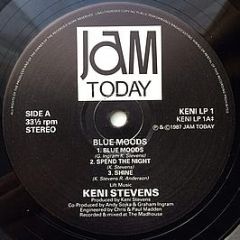 JAM
TODAY
SIDE A
33⅓ rpm
STEREO
KENI LP 1
KENI LP 1A‡
℗&©1987 JAM TODAY
BLUE MOODS
1. BLUE MOODS
(G. Ingram K. Stevens)
2. SPEND THE NIGHT
(K. Stevens)
3. SHINE
(K. Stevens R. Anderson)
Lift Music
KENI STEVENS
Produced by Keni Stevens
Co-Produced by Andy Sojka & Graham Ingram
Engineered by Chris & Paul Madden
Recorded & mixed at The Madhouse